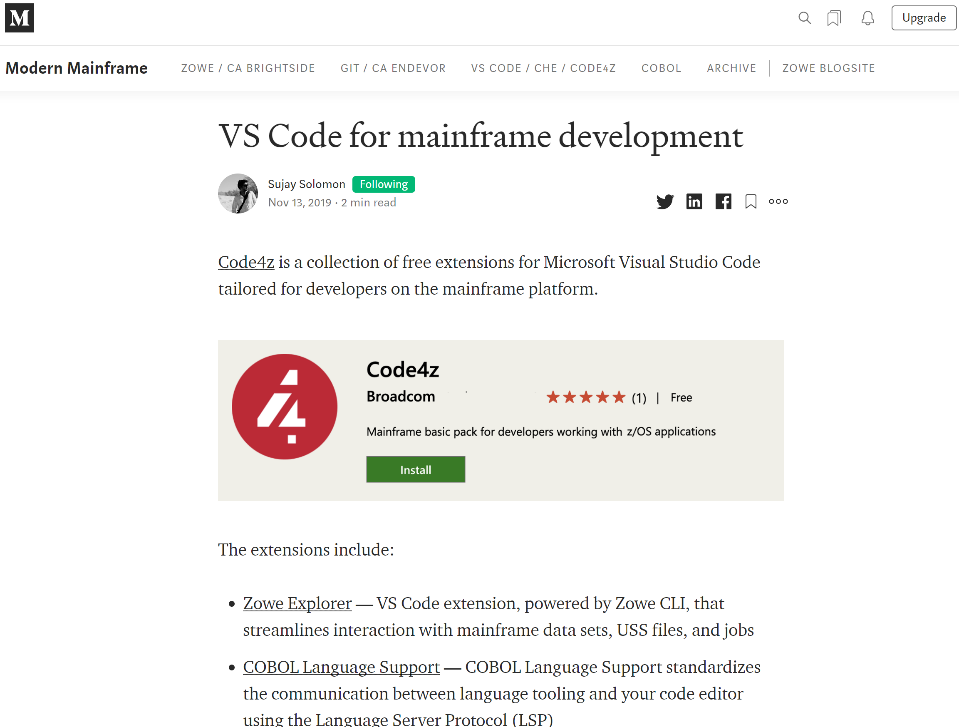 M
Upgrade
Modern Mainframe
ZOWE / CA BRIGHTSIDE
GIT / CA ENDEVOR
VS CODE / CHE / CODE4Z
COBOL
ARCHIVE
ZOWE BLOGSITE
VS Code for mainframe development
Sujay Solomon Following
Nov 13, 2019 · 2 min read
Code4z is a collection of free extensions for Microsoft Visual Studio Code
tailored for developers on the mainframe platform.
Code4z
Broadcom (1) | Free
Mainframe basic pack for developers working with z/OS applications
Install
The extensions include:
• Zowe Explorer — VS Code extension, powered by Zowe CLI, that
streamlines interaction with mainframe data sets, USS files, and jobs
• COBOL Language Support — COBOL Language Support standardizes
the communication between language tooling and your code editor
using the Language Server Protocol (LSP)